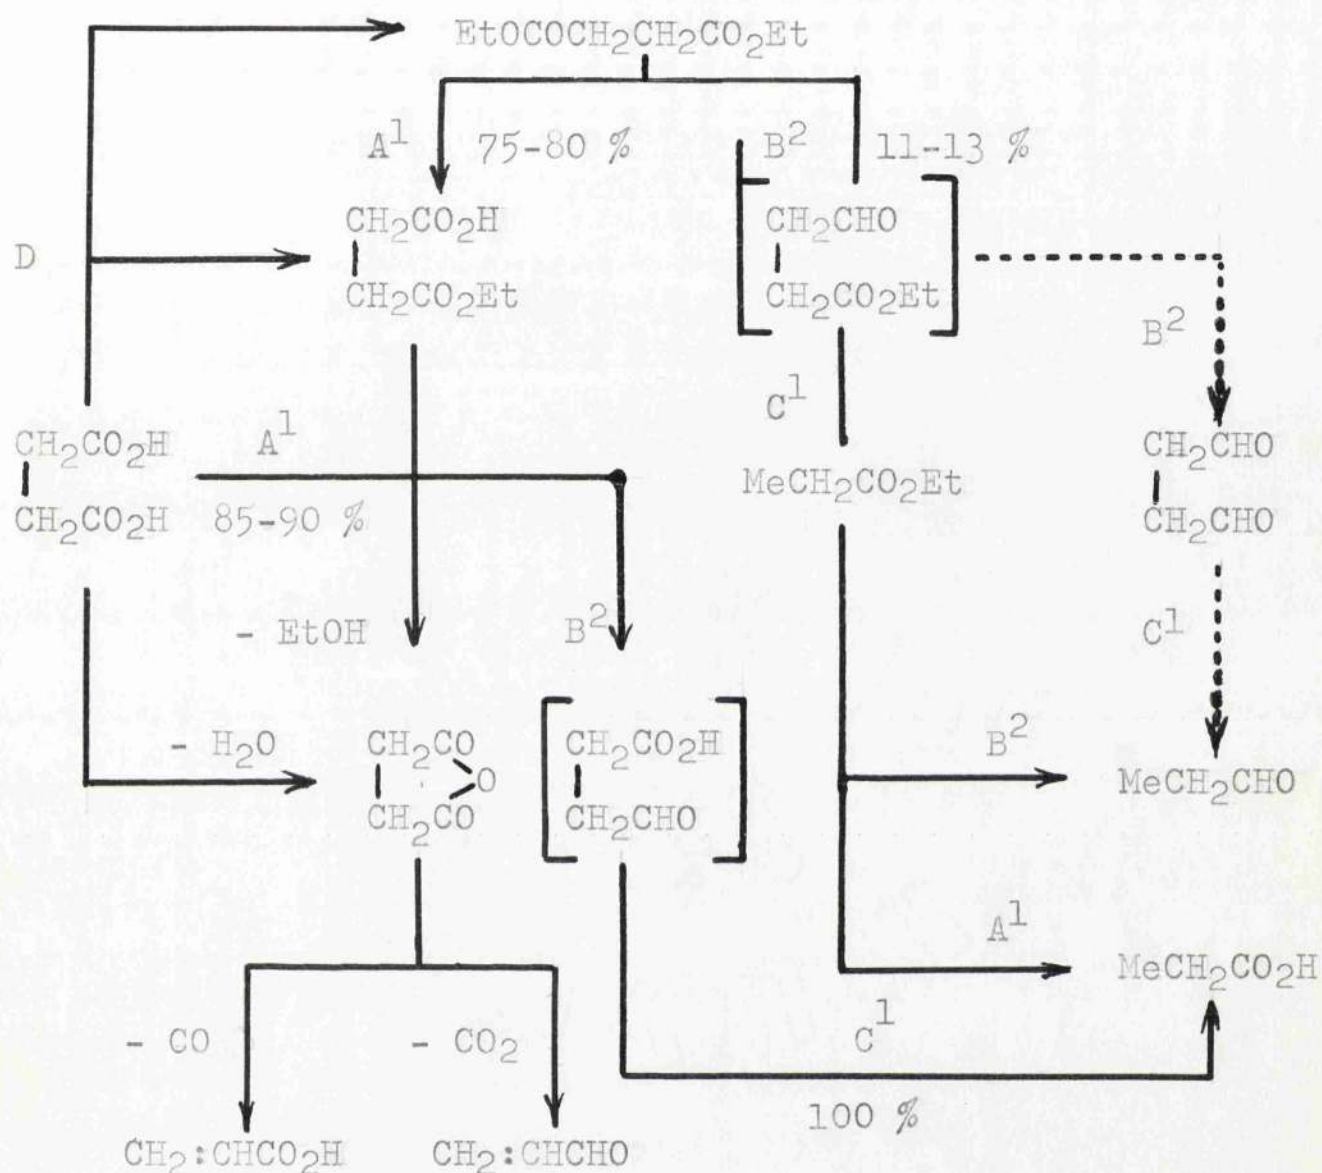 EtOCOCH₂CH₂CO₂Et
A¹ 75-80 % B² 11-13 %
CH₂CO₂H CH₂CHO
D
CH₂CO₂Et CH₂CO₂Et
B²
C¹
CH₂CO₂H A¹ CH₂CHO
MeCH₂CO₂Et
CH₂CO₂H 85-90 % CH₂CHO
- EtOH B² C¹
- H₂O CH₂CO CH₂CO₂H B²
O MeCH₂CHO
CH₂CO CH₂CHO
A¹
MeCH₂CO₂H
- CO - CO₂ C¹
100 %
CH₂:CHCO₂H CH₂:CHCHO